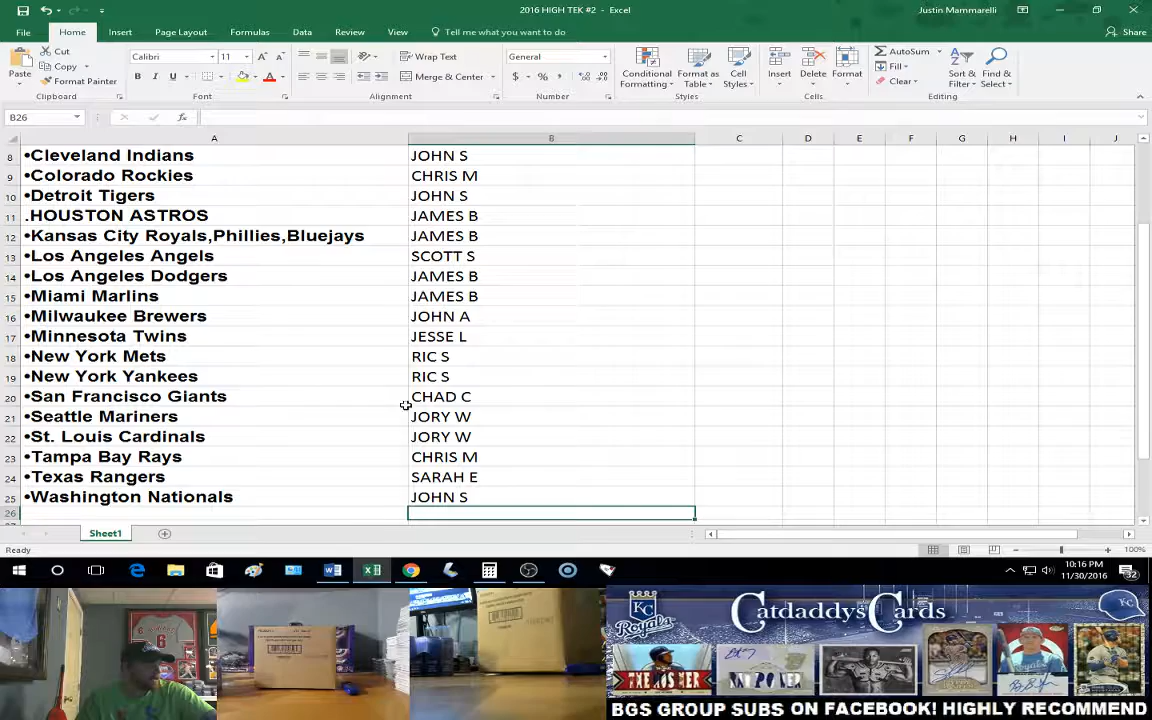 2016 HIGH TEK #2 - Excel
Justin Mammarelli
File Home Insert Page Layout Formulas Data Review View Tell me what you want to do Share
Cut
Copy
Format Painter
Paste
Clipboard
Calibri 11
B I U
Font
Wrap Text
Merge & Center
Alignment
General
$ % ,
Number
Conditional Formatting
Format as Table
Cell Styles
Styles
Insert Delete Format
Cells
AutoSum
Fill
Clear
Sort & Filter
Find & Select
Editing
B26
A B C D E F G H I J
8 •Cleveland Indians JOHN S
9 •Colorado Rockies CHRIS M
10 •Detroit Tigers JOHN S
11 .HOUSTON ASTROS JAMES B
12 •Kansas City Royals,Phillies,Bluejays JAMES B
13 •Los Angeles Angels SCOTT S
14 •Los Angeles Dodgers JAMES B
15 •Miami Marlins JAMES B
16 •Milwaukee Brewers JOHN A
17 •Minnesota Twins JESSE L
18 •New York Mets RIC S
19 •New York Yankees RIC S
20 •San Francisco Giants CHAD C
21 •Seattle Mariners JORY W
22 •St. Louis Cardinals JORY W
23 •Tampa Bay Rays CHRIS M
24 •Texas Rangers SARAH E
25 •Washington Nationals JOHN S
26
Sheet1
Ready
100%
10:16 PM
11/30/2016
32
KC
Royals
CATDADDYS CARDS
KC
BGS GROUP SUBS ON FACEBOOK! HIGHLY RECOMMEND